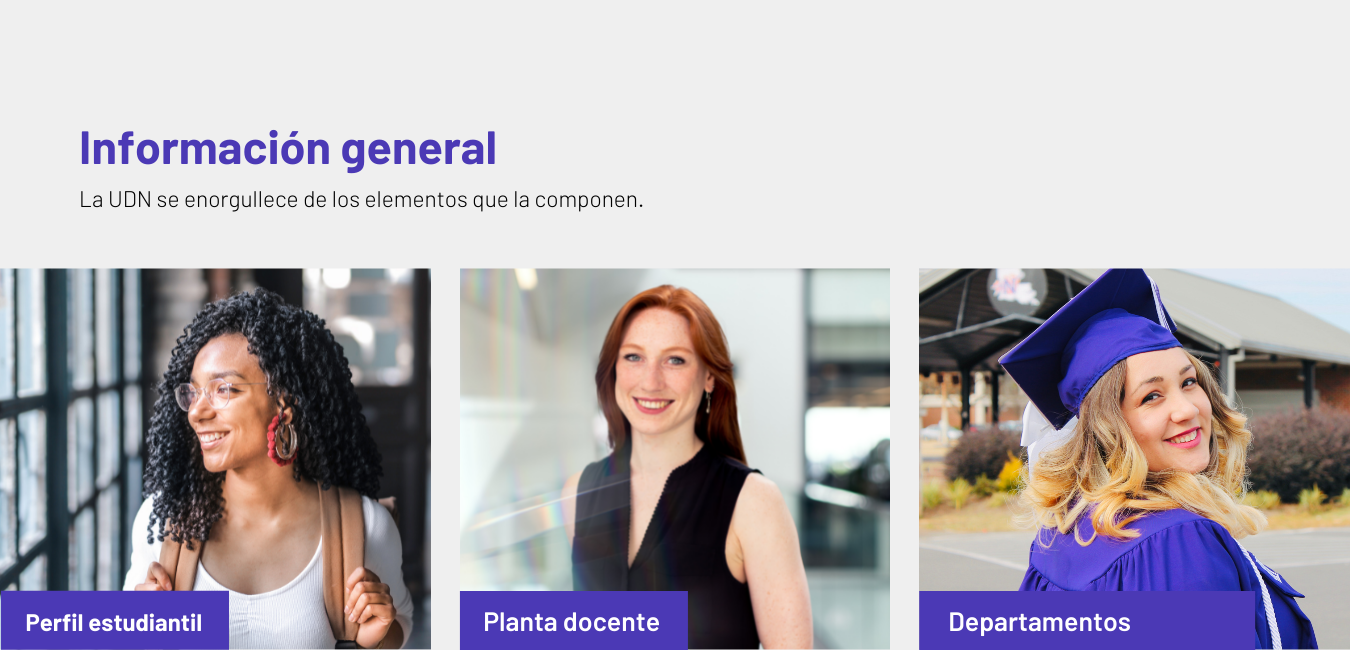 Información general
La UDN se enorgullece de los elementos que la componen.
Perfil estudiantil
Planta docente
Departamentos